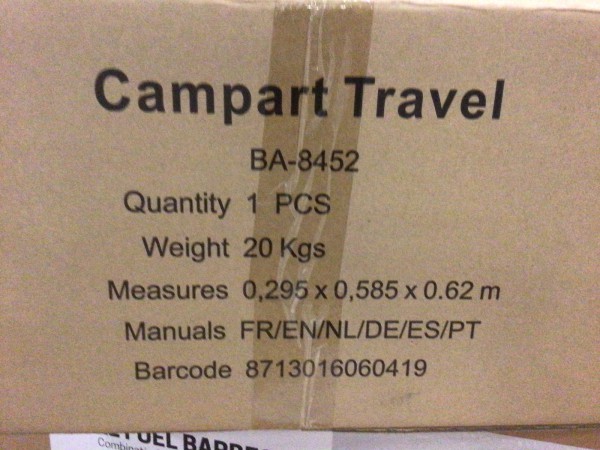 Campart Travel
BA-8452
Quantity 1 PCS
Weight 20 Kgs
Measures 0,295 x 0,585 x 0.62 m
Manuals FR/EN/NL/DE/ES/PT
Barcode 8713016060419